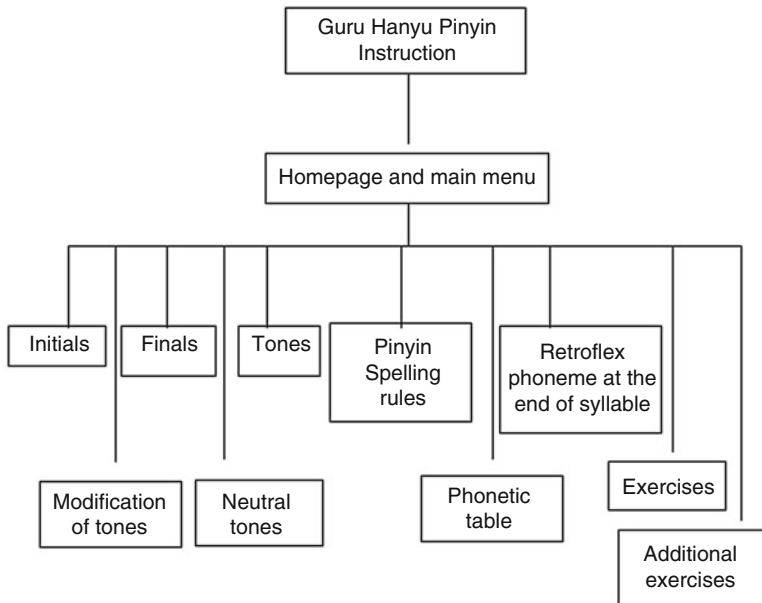 Guru Hanyu Pinyin
Instruction
Homepage and main menu
Initials
Finals
Tones
Pinyin
Spelling
rules
Retroflex
phoneme at the
end of syllable
Modification
of tones
Neutral
tones
Phonetic
table
Exercises
Additional
exercises